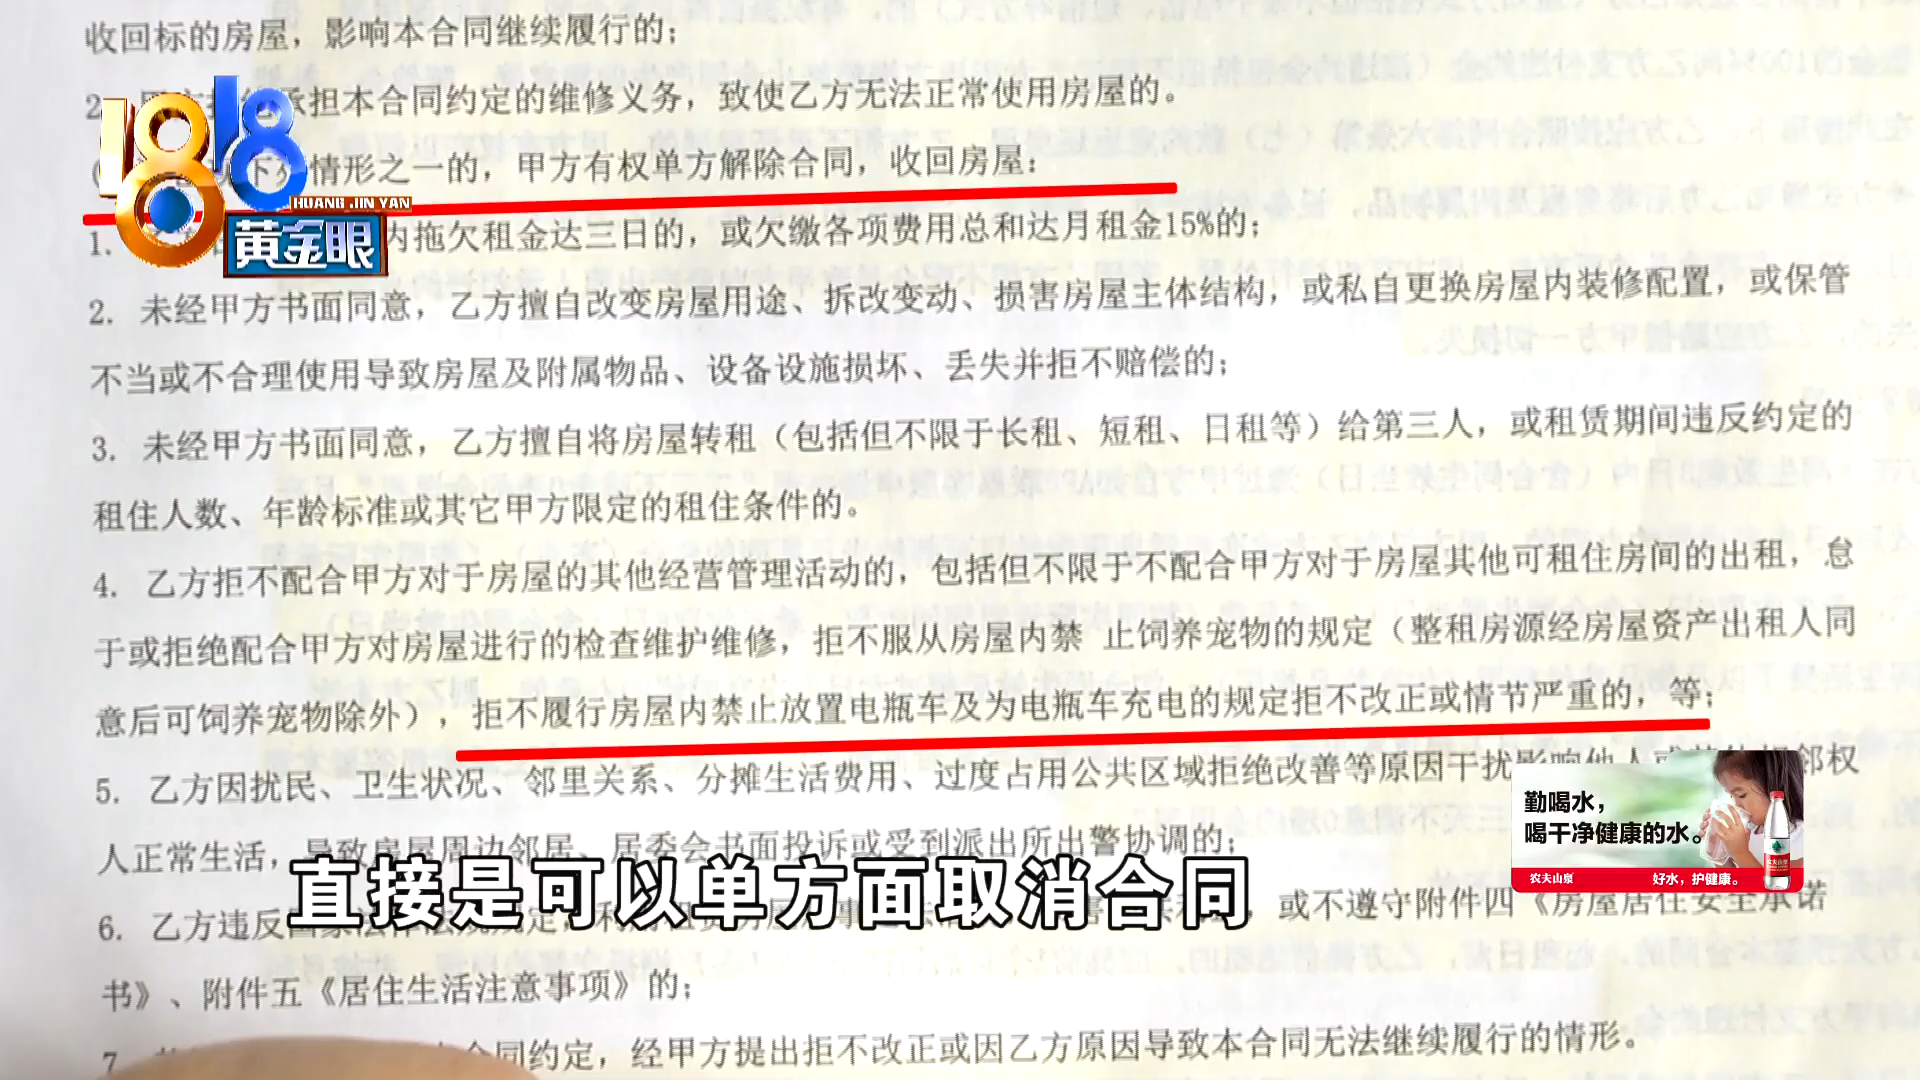 收回标的房屋，影响本合同继续履行的；
2. 承担本合同约定的维修义务，致使乙方无法正常使用房屋的。
情形之一的，甲方有权单方解除合同，收回房屋：
1. 内拖欠租金达三日的，或欠缴各项费用总和达月租金15%的；
2. 未经甲方书面同意，乙方擅自改变房屋用途、拆改变动、损害房屋主体结构，或私自更换房屋内装修配置，或保管
不当或不合理使用导致房屋及附属物品、设备设施损坏、丢失并拒不赔偿的；
3. 未经甲方书面同意，乙方擅自将房屋转租（包括但不限于长租、短租、日租等）给第三人，或租赁期间违反约定的
租住人数、年龄标准或其它甲方限定的租住条件的。
4. 乙方拒不配合甲方对于房屋的其他经营管理活动的，包括但不限于不配合甲方对于房屋其他可租住房间的出租，怠
于或拒绝配合甲方对房屋进行的检查维护维修，拒不服从房屋内禁 止饲养宠物的规定（整租房源经房屋资产出租人同
意后可饲养宠物除外），拒不履行房屋内禁止放置电瓶车及为电瓶车充电的规定拒不改正或情节严重的，等；
5. 乙方因扰民、卫生状况、邻里关系、分摊生活费用、过度占用公共区域拒绝改善等原因干扰影响他人 邻权
人正常生活，导致房屋周边邻居、居委会书面投诉或受到派出所出警协调的；
6. 乙方违反 或不遵守附件四《房屋居住安全承诺
书》、附件五《居住生活注意事项》的；
7. 合同约定，经甲方提出拒不改正或因乙方原因导致本合同无法继续履行的情形。
1818
HUANG JIN YAN
黄金眼
勤喝水，
喝干净健康的水。
农夫山泉 好水，护健康。
直接是可以单方面取消合同